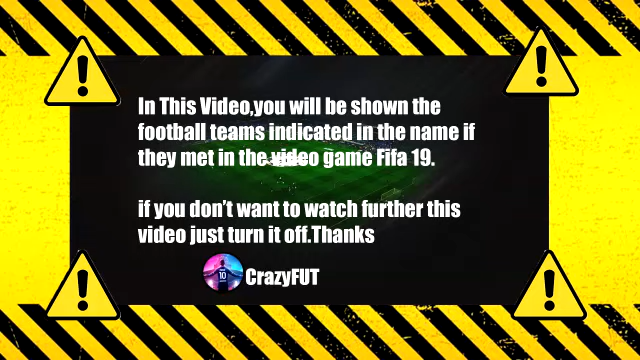 In This Video,you will be shown the
football teams indicated in the name if
they met in the video game Fifa 19.
if you don't want to watch further this
video just turn it off.Thanks
10
CrazyFUT